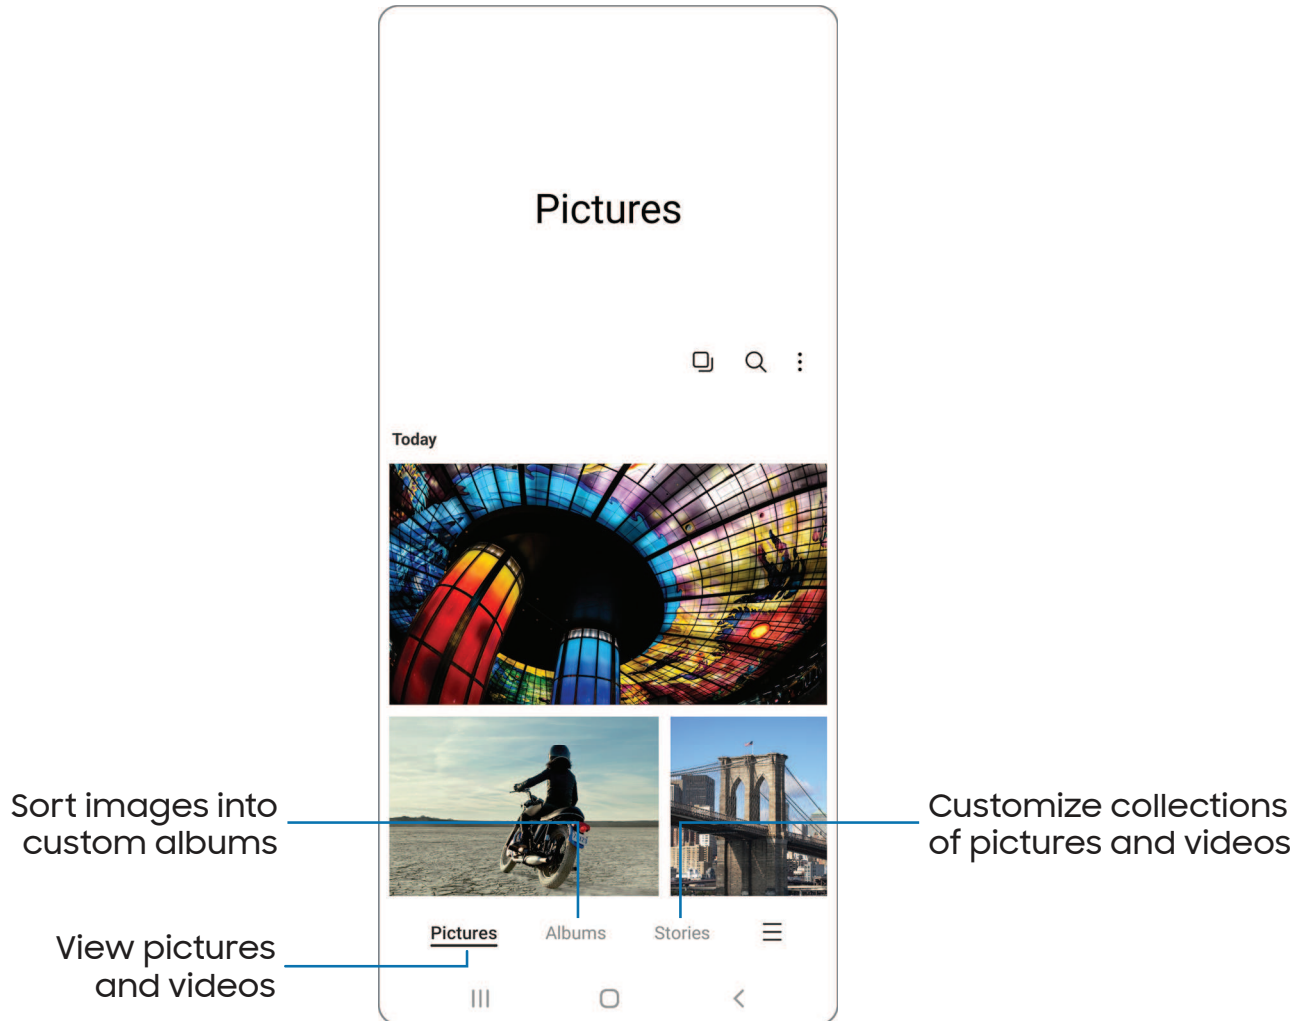 Pictures
Today
Sort images into
custom albums
Customize collections
of pictures and videos
Pictures Albums Stories
View pictures
and videos